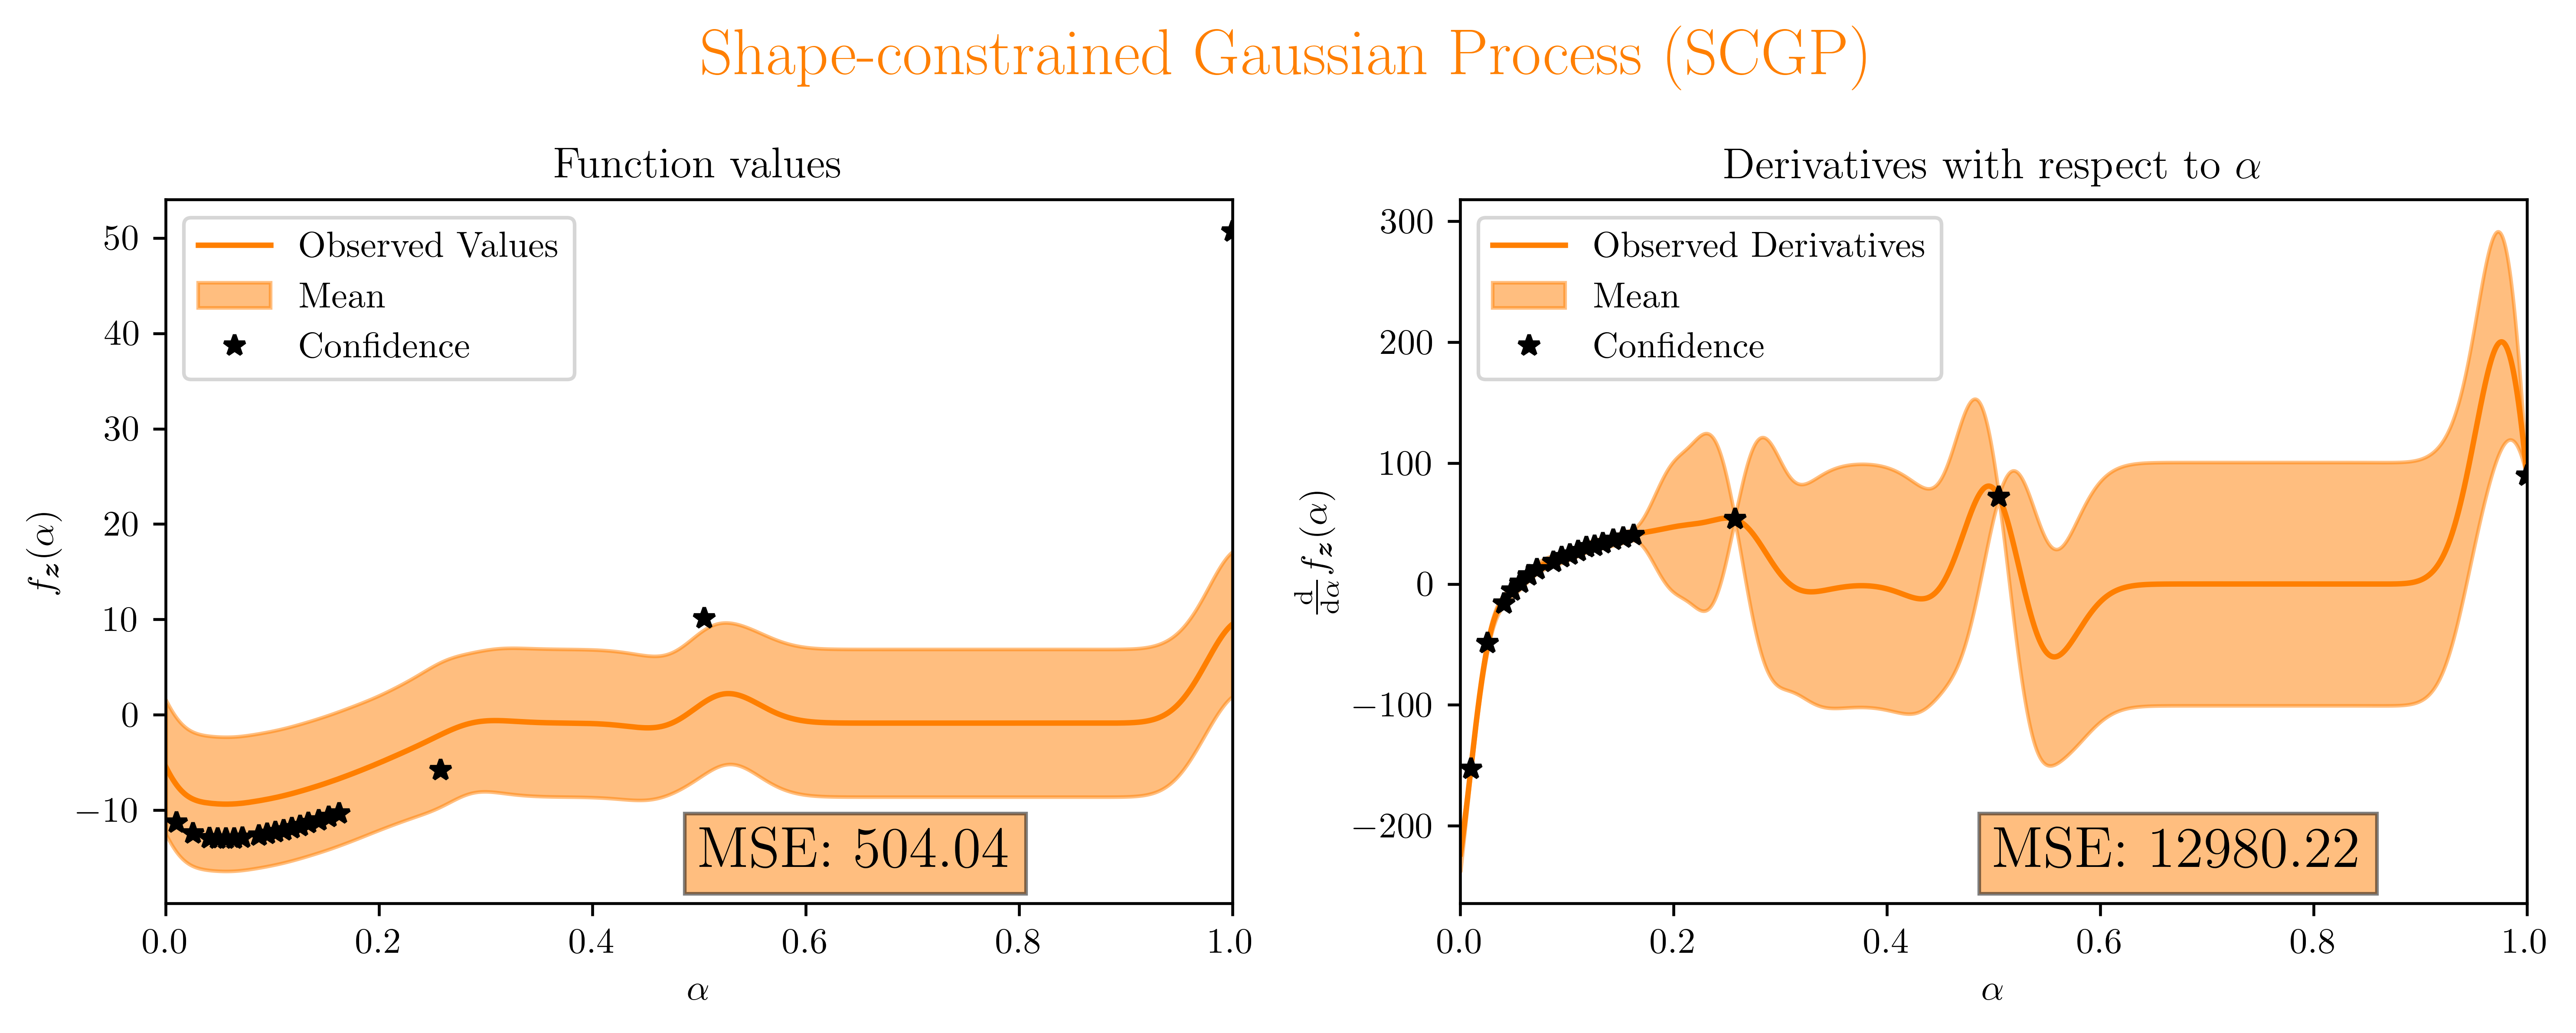 Shape-constrained Gaussian Process (SCGP)
Function values
Observed Values
Mean
Confidence
50
40
30
20
10
0
−10
f_z(α)
MSE: 504.04
0.0 0.2 0.4 0.6 0.8 1.0
α
Derivatives with respect to α
Observed Derivatives
Mean
Confidence
300
200
100
0
−100
−200
d/dα f_z(α)
MSE: 12980.22
0.0 0.2 0.4 0.6 0.8 1.0
α